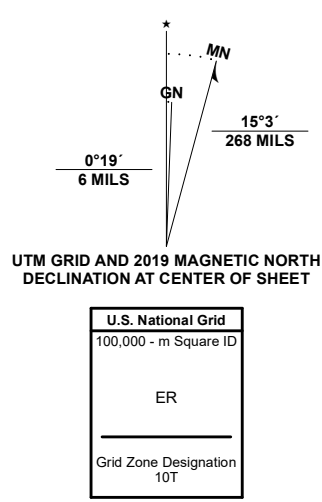 ★
MN
GN
15°3´
268 MILS
0°19´
6 MILS
UTM GRID AND 2019 MAGNETIC NORTH
DECLINATION AT CENTER OF SHEET
U.S. National Grid
100,000 - m Square ID
ER
Grid Zone Designation
10T